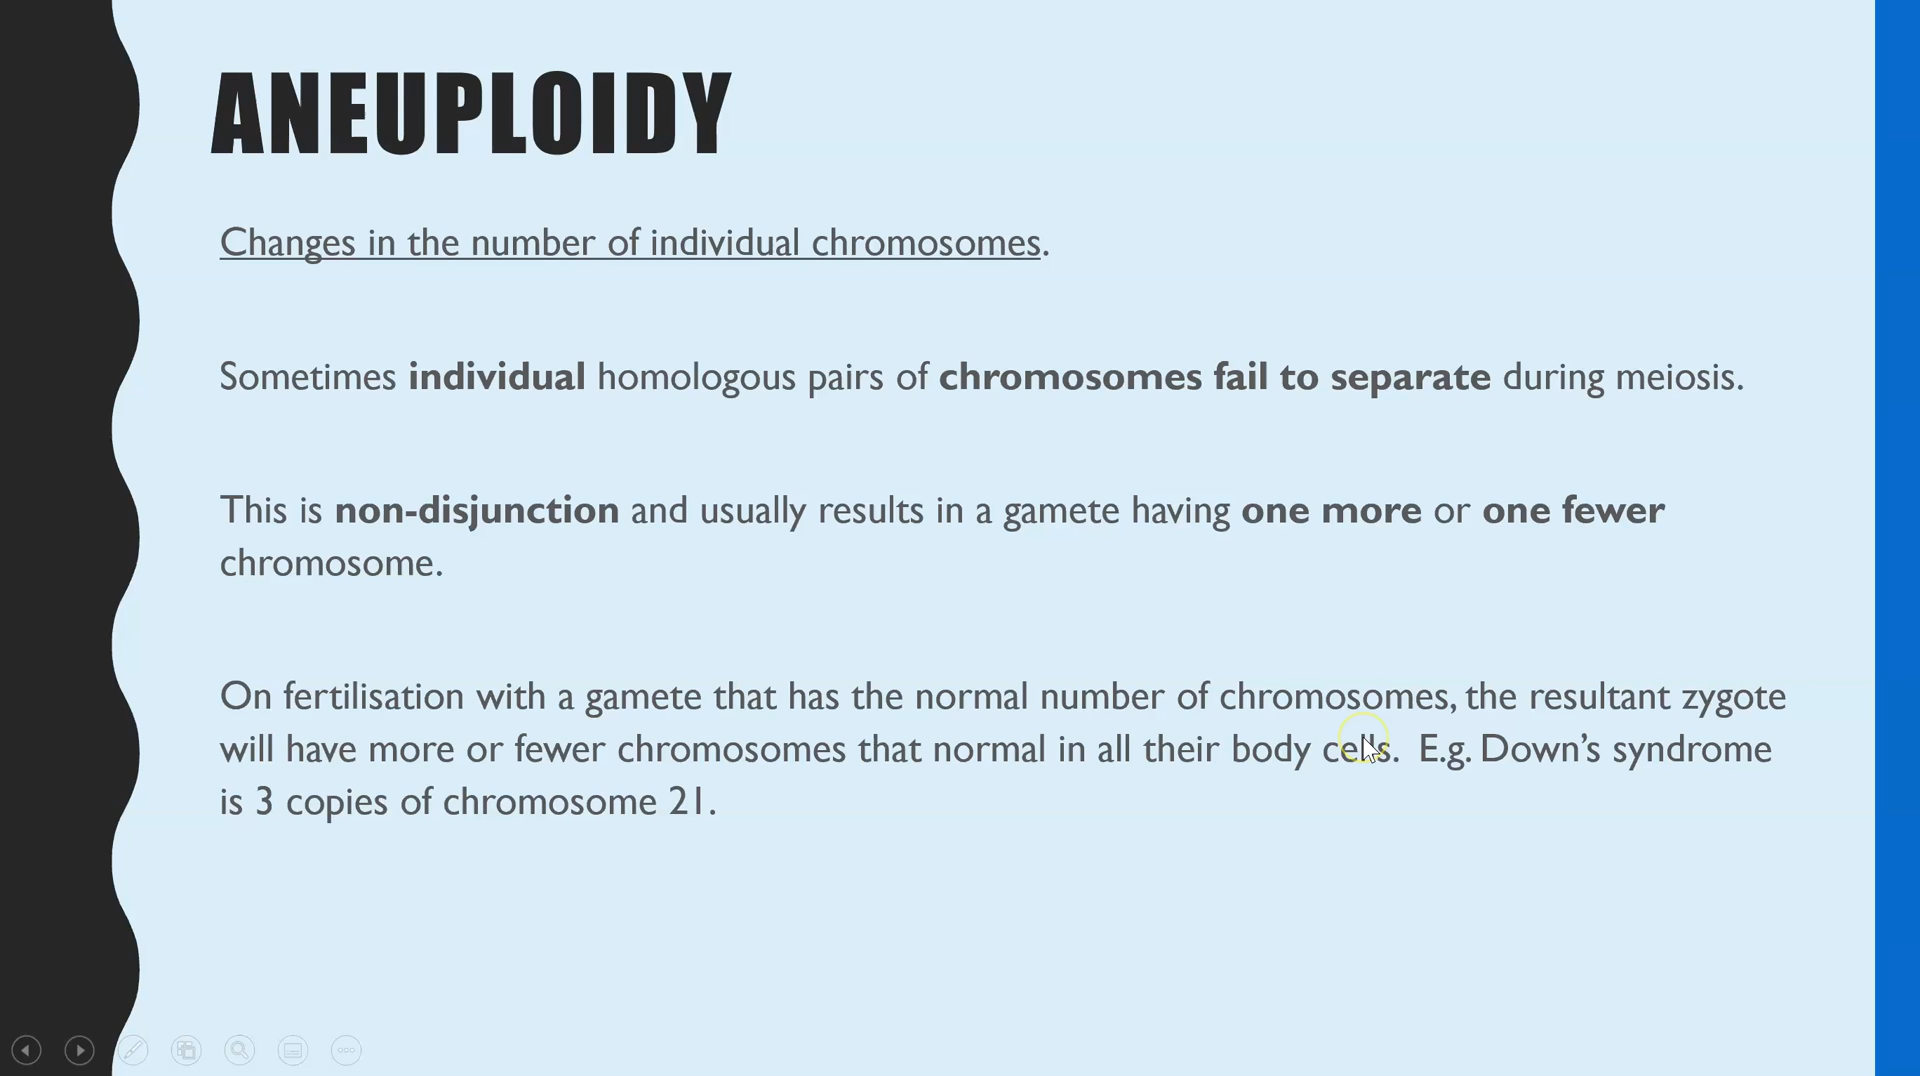 ANEUPLOIDY
Changes in the number of individual chromosomes.
Sometimes individual homologous pairs of chromosomes fail to separate during meiosis.
This is non-disjunction and usually results in a gamete having one more or one fewer
chromosome.
On fertilisation with a gamete that has the normal number of chromosomes, the resultant zygote
will have more or fewer chromosomes that normal in all their body cells.  E.g. Down’s syndrome
is 3 copies of chromosome 21.